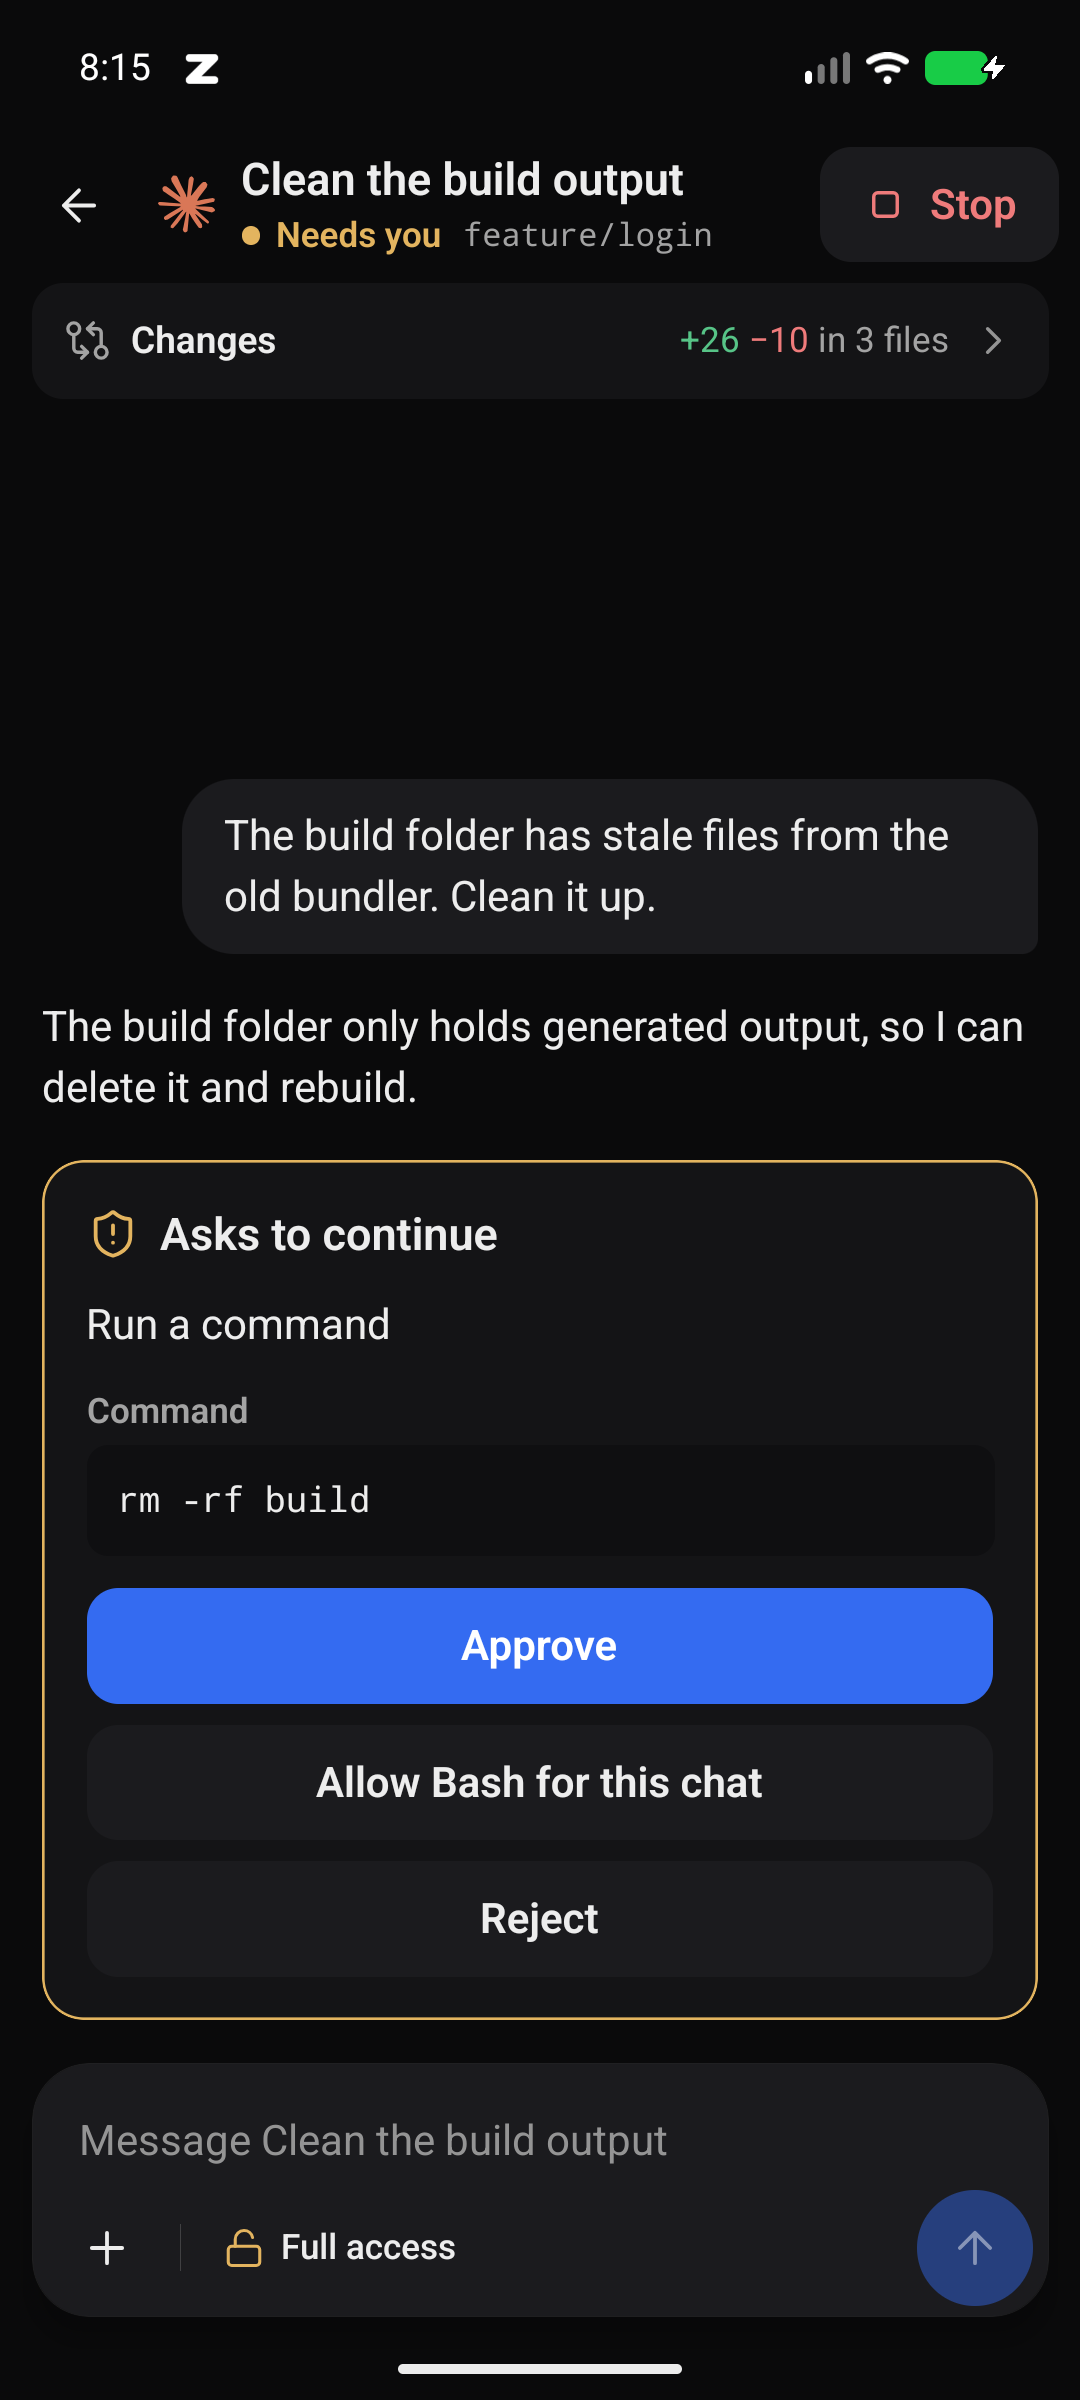 8:15
Clean the build output
Needs you feature/login
Stop
Changes
+26 −10 in 3 files
The build folder has stale files from the
old bundler. Clean it up.
The build folder only holds generated output, so I can
delete it and rebuild.
Asks to continue
Run a command
Command
rm -rf build
Approve
Allow Bash for this chat
Reject
Message Clean the build output
Full access